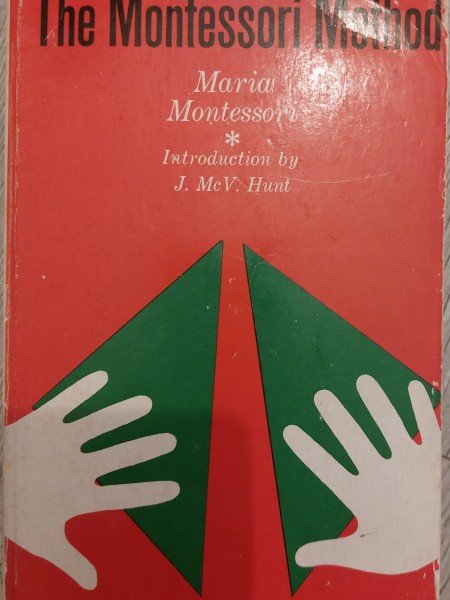 The Montessori Method
Maria
Montessori
*
Introduction by
J. McV. Hunt